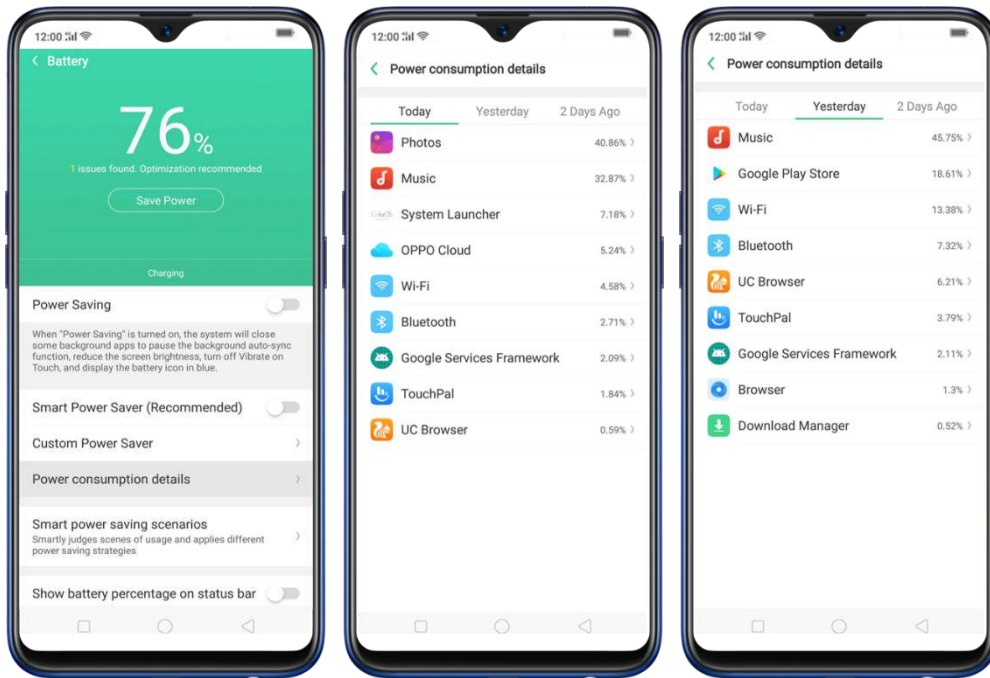 12:00
Battery
76%
1 issues found. Optimization recommended
Save Power
Charging
Power Saving
When "Power Saving" is turned on, the system will close
some background apps to pause the background auto-sync
function, reduce the screen brightness, turn off Vibrate on
Touch, and display the battery icon in blue.
Smart Power Saver (Recommended)
Custom Power Saver
Power consumption details
Smart power saving scenarios
Smartly judges scenes of usage and applies different
power saving strategies
Show battery percentage on status bar
12:00
Power consumption details
Today Yesterday 2 Days Ago
Photos 40.86%
Music 32.87%
ColorOS System Launcher 7.18%
OPPO Cloud 5.24%
Wi-Fi 4.58%
Bluetooth 2.71%
Google Services Framework 2.09%
TouchPal 1.84%
UC Browser 0.59%
12:00
Power consumption details
Today Yesterday 2 Days Ago
Music 45.75%
Google Play Store 18.61%
Wi-Fi 13.38%
Bluetooth 7.32%
UC Browser 6.21%
TouchPal 3.79%
Google Services Framework 2.11%
Browser 1.3%
Download Manager 0.52%